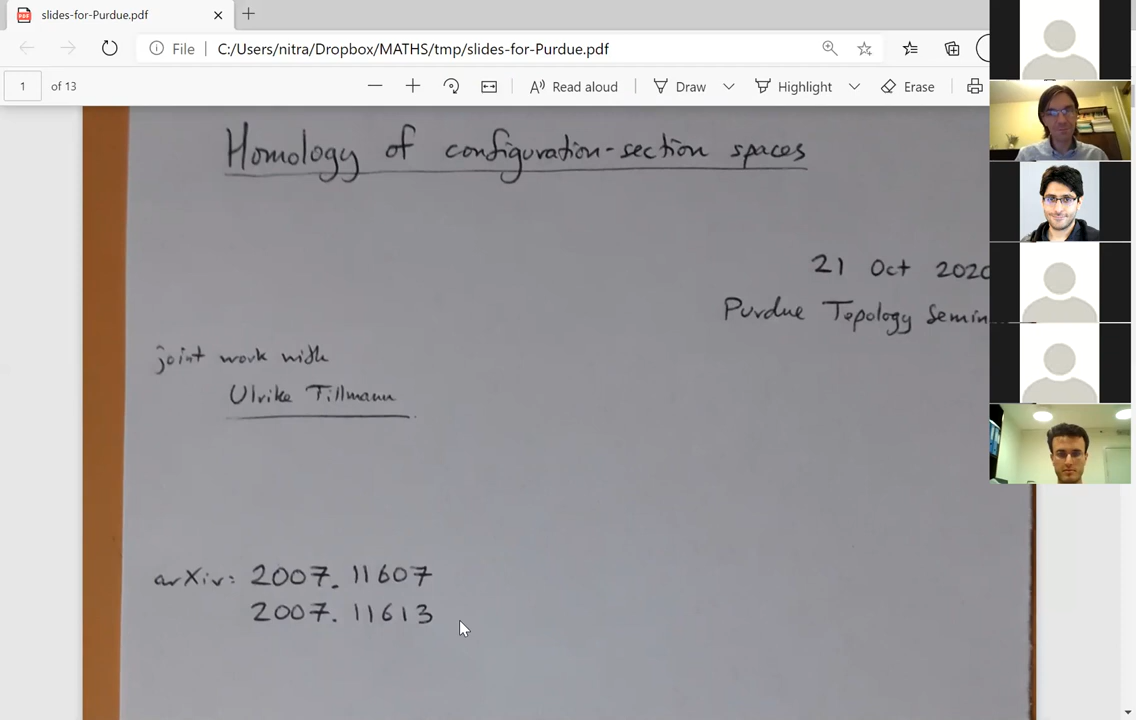 slides-for-Purdue.pdf
File C:/Users/nitra/Dropbox/MATHS/tmp/slides-for-Purdue.pdf
1 of 13 Read aloud Draw Highlight Erase
Homology of configuration-section spaces
21 Oct 2020
Purdue Topology Semin
joint work with
Ulrike Tillmann
arXiv: 2007.11607
2007.11613